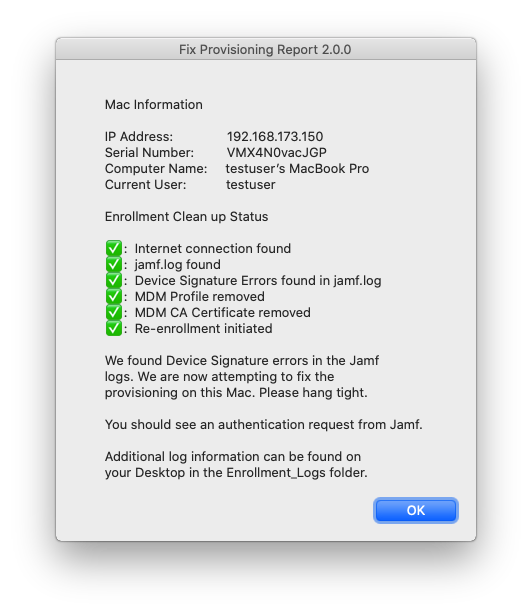 Fix Provisioning Report 2.0.0
Mac Information
IP Address: 192.168.173.150
Serial Number: VMX4N0vacJGP
Computer Name: testuser’s MacBook Pro
Current User: testuser
Enrollment Clean up Status
✅: Internet connection found
✅: jamf.log found
✅: Device Signature Errors found in jamf.log
✅: MDM Profile removed
✅: MDM CA Certificate removed
✅: Re-enrollment initiated
We found Device Signature errors in the Jamf
logs. We are now attempting to fix the
provisioning on this Mac. Please hang tight.
You should see an authentication request from Jamf.
Additional log information can be found on
your Desktop in the Enrollment_Logs folder.
OK